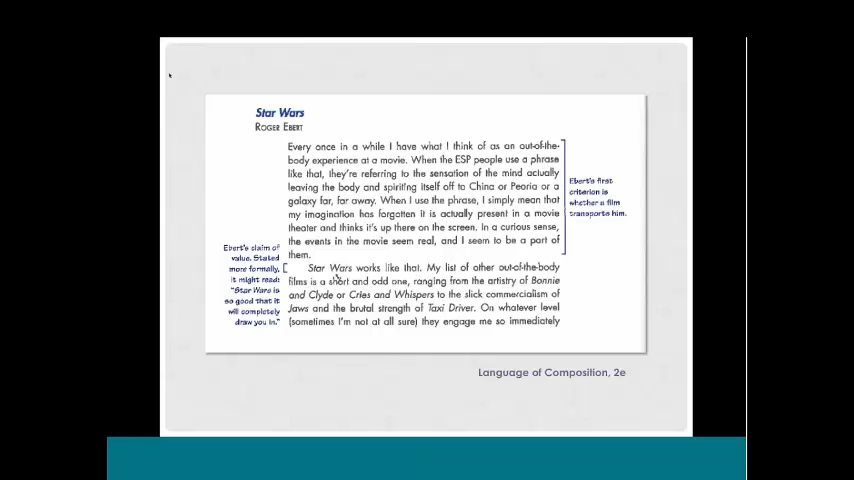 Star Wars
ROGER EBERT
Every once in a while I have what I think of as an out-of-the-
body experience at a movie. When the ESP people use a phrase
like that, they're referring to the sensation of the mind actually
leaving the body and spiriting itself off to China or Peoria or a
galaxy far, far away. When I use the phrase, I simply mean that
my imagination has forgotten it is actually present in a movie
theater and thinks it's up there on the screen. In a curious sense,
the events in the movie seem real, and I seem to be a part of
them.
Ebert's first
criterion is
whether a film
transports him.
Star Wars works like that. My list of other out-of-the-body
films is a short and odd one, ranging from the artistry of Bonnie
and Clyde or Cries and Whispers to the slick commercialism of
Jaws and the brutal strength of Taxi Driver. On whatever level
(sometimes I'm not at all sure) they engage me so immediately
Ebert's claim of
value. Stated
more formally,
it might read:
"Star Wars is
so good that it
will completely
draw you in."
Language of Composition, 2e